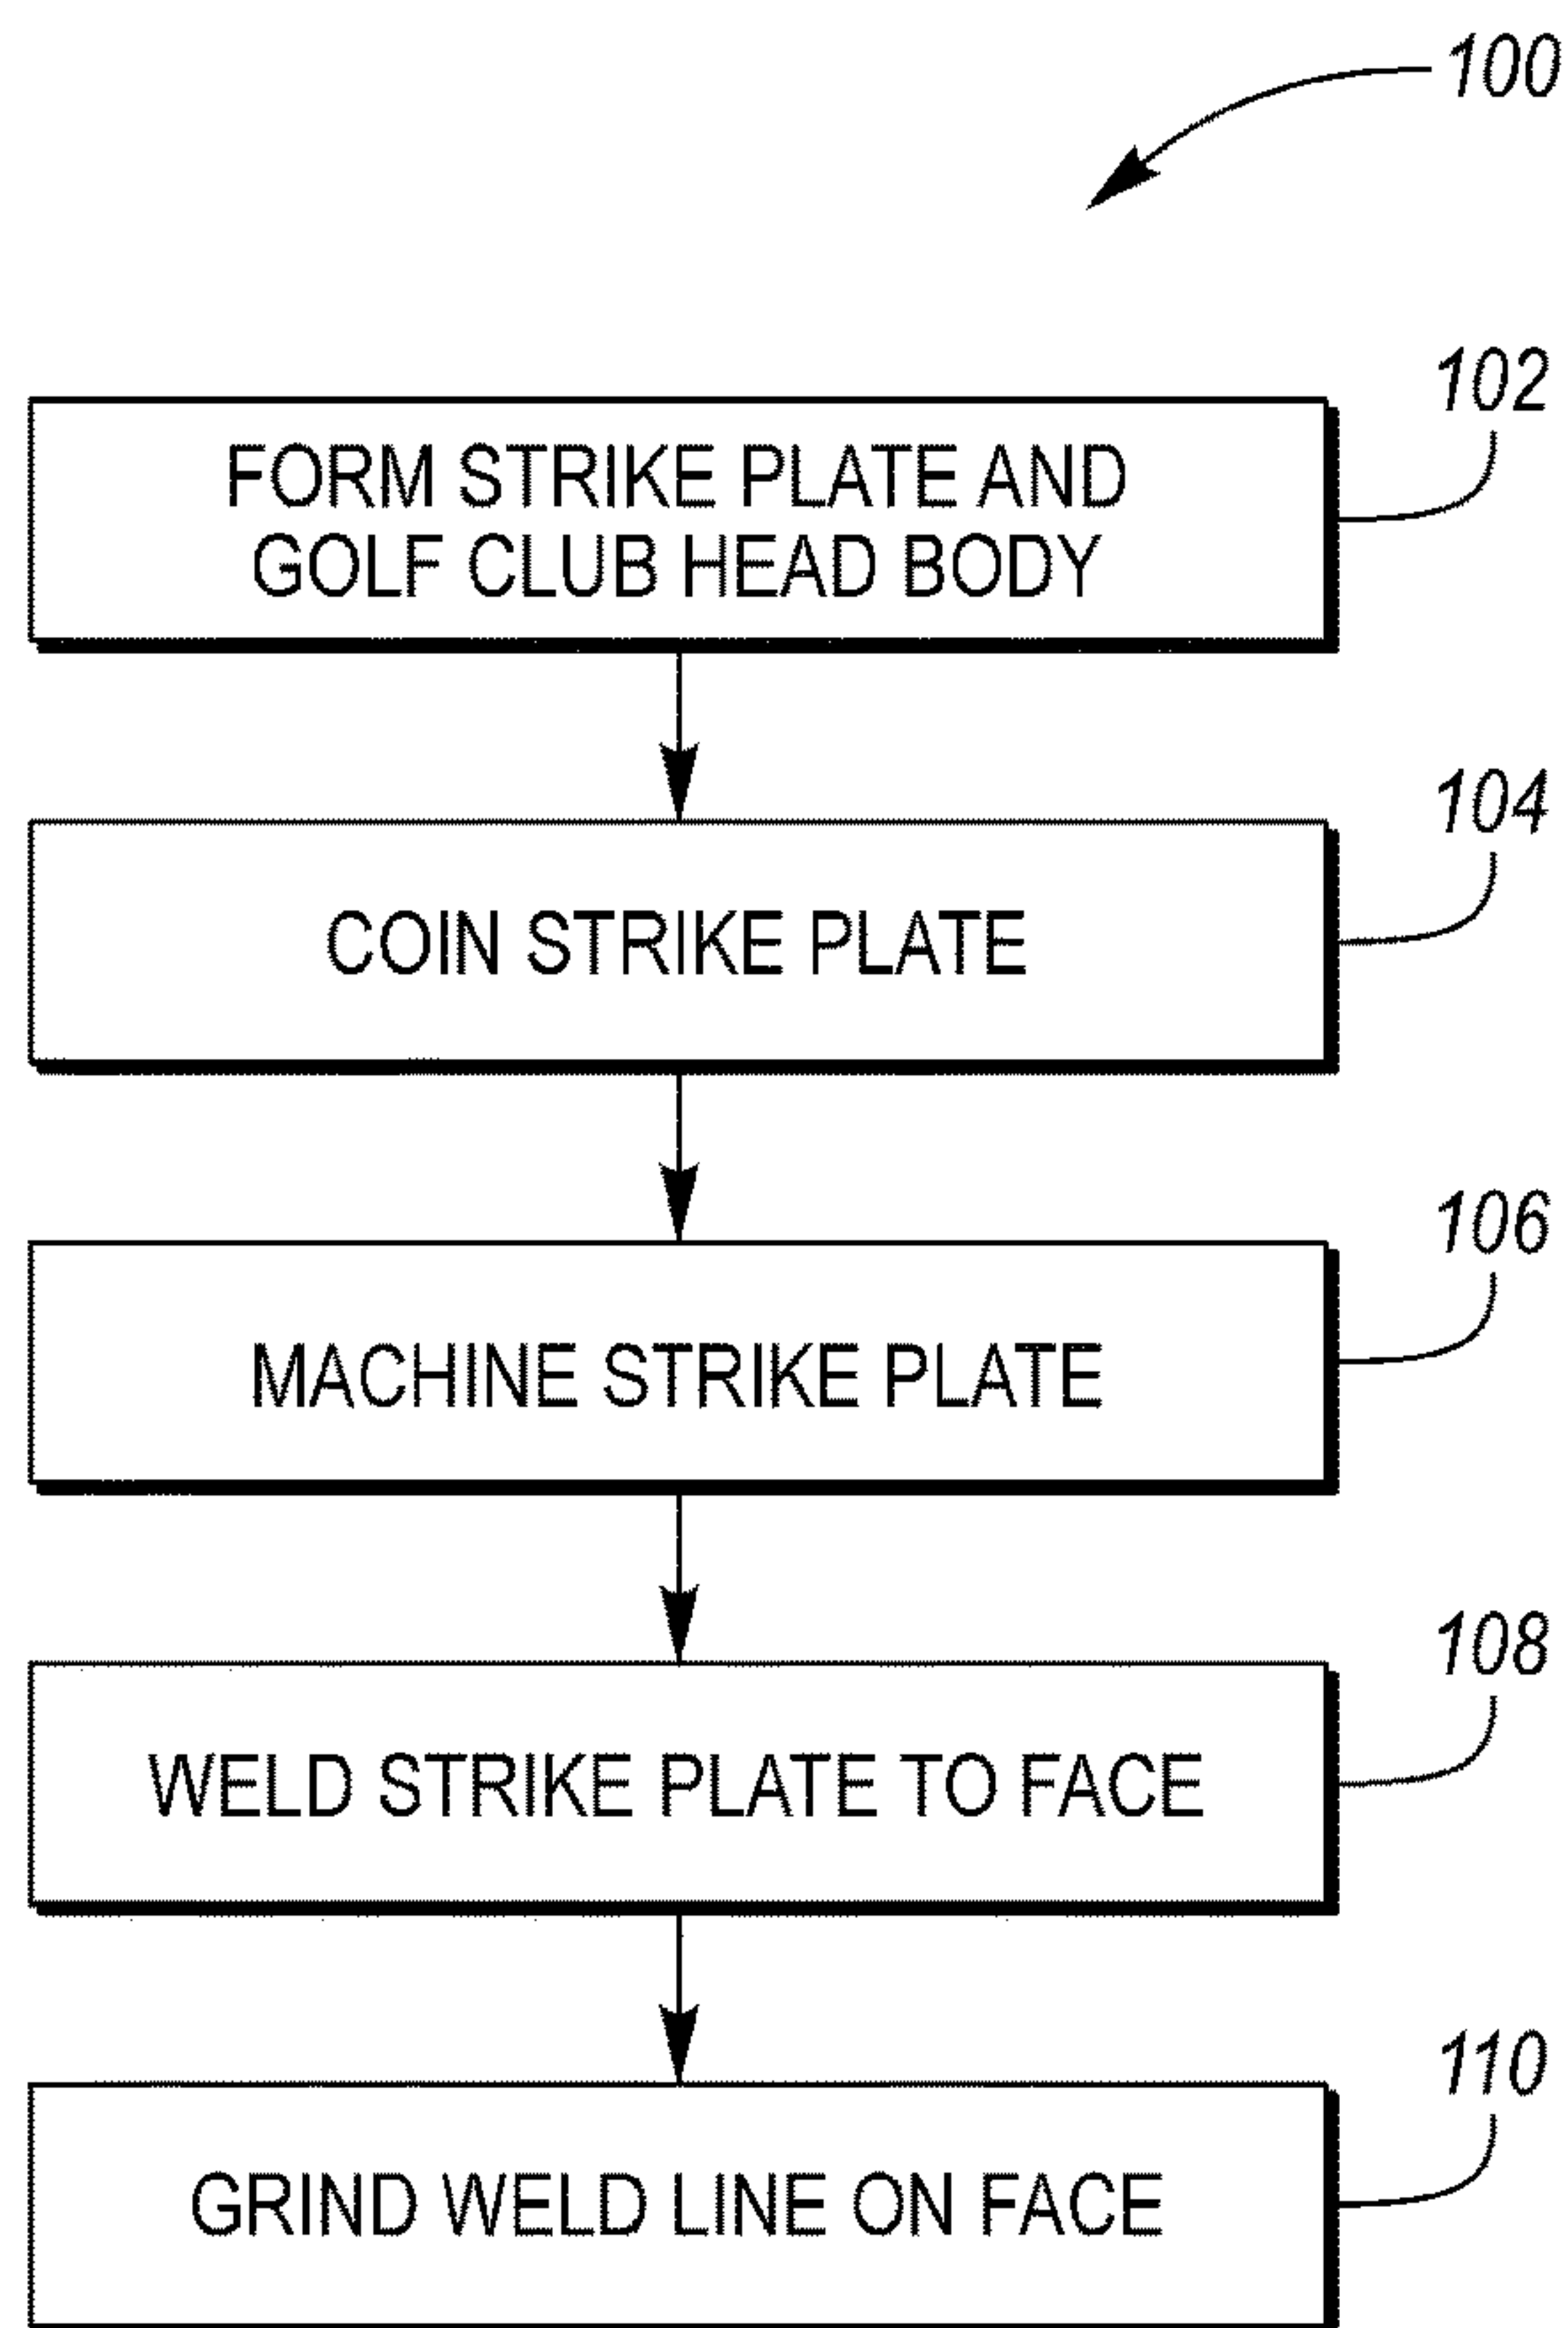 100
102
FORM STRIKE PLATE AND
GOLF CLUB HEAD BODY
104
COIN STRIKE PLATE
106
MACHINE STRIKE PLATE
108
WELD STRIKE PLATE TO FACE
110
GRIND WELD LINE ON FACE